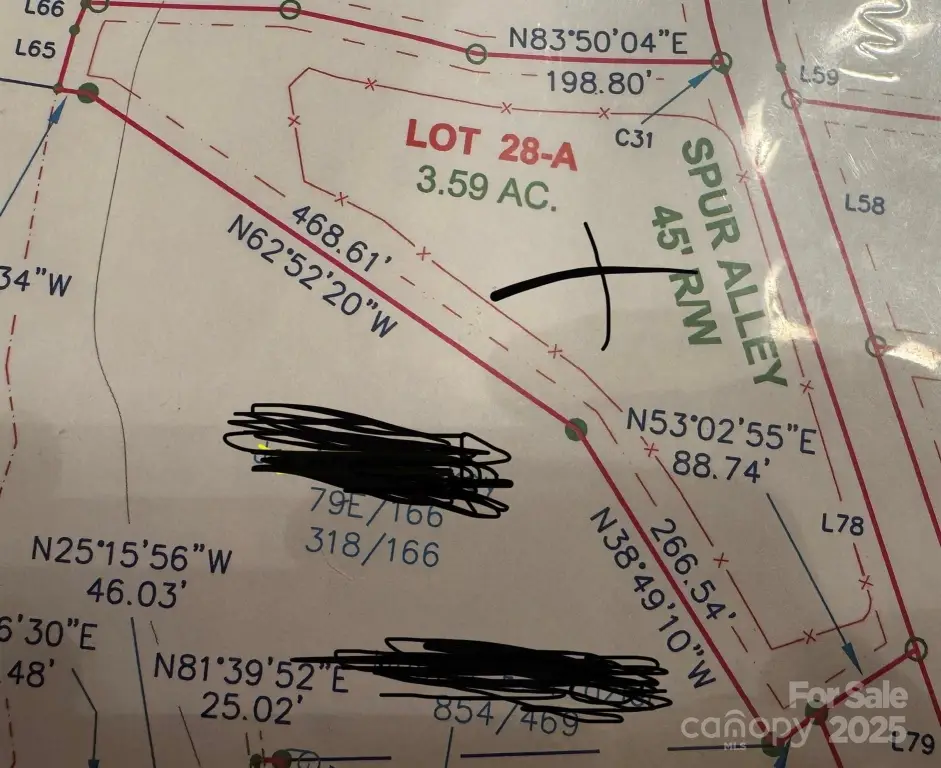 L66
L65
N83°50'04"E
198.80'
L59
C31
LOT 28-A
3.59 AC.
SPUR ALLEY
45' R/W
L58
468.61'
N62°52'20"W
34"W
N53°02'55"E
88.74'
79E/166
318/166
L78
N25°15'56"W
46.03'
266.54'
N38°49'10"W
6'30"E
48'
N81°39'52"E
25.02'
854/469
For Sale
canopy 2025
MLS
L79